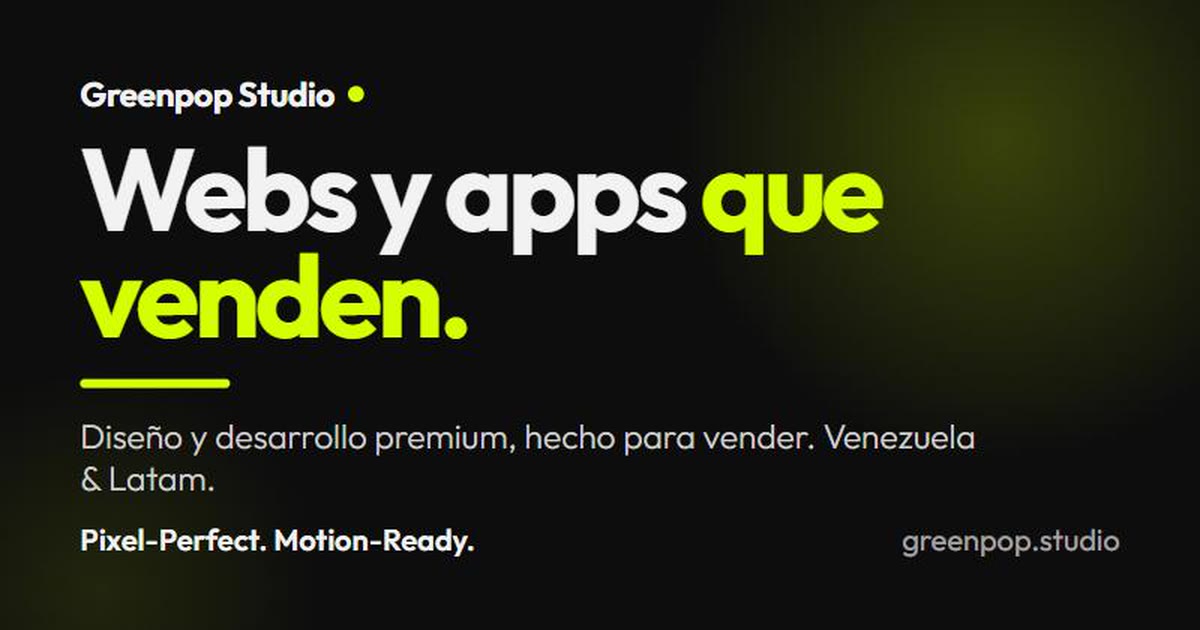 Greenpop Studio
Webs y apps que
venden.
Diseño y desarrollo premium, hecho para vender. Venezuela
& Latam.
Pixel-Perfect. Motion-Ready.
greenpop.studio